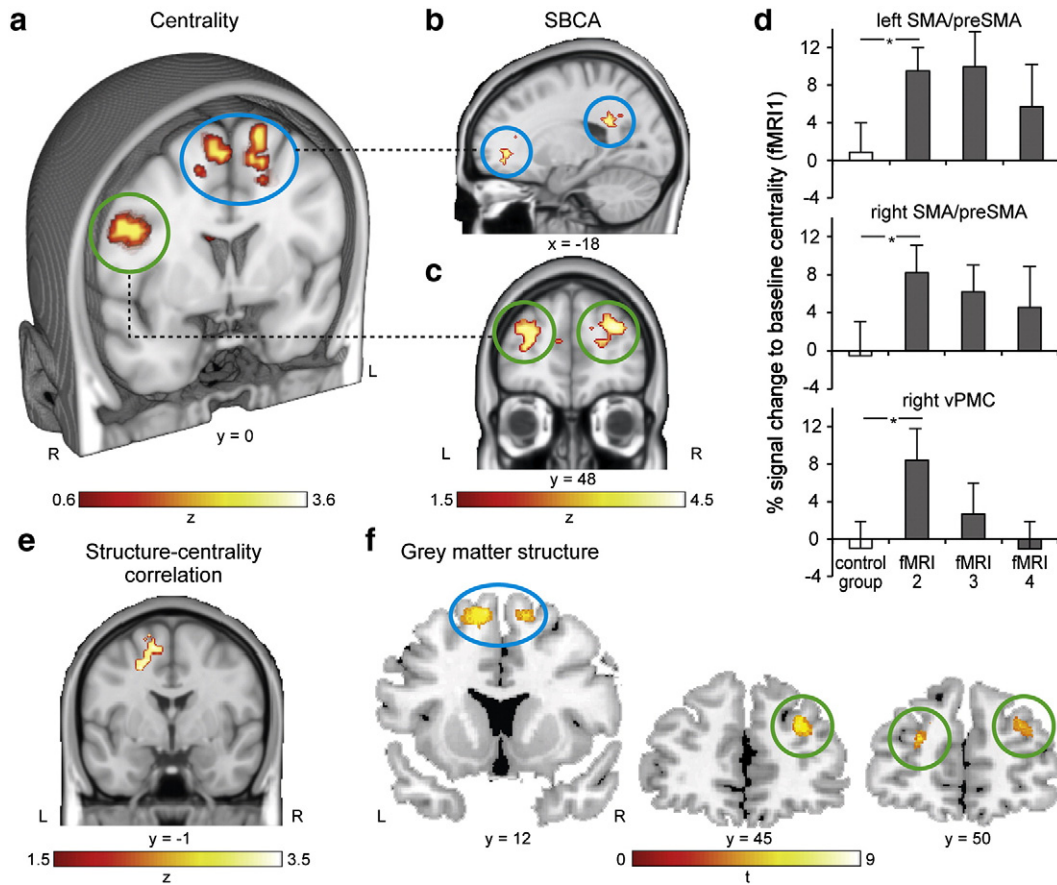 a
Centrality
L
R
y = 0
0.6
3.6
z
b
SBCA
x = -18
c
L
R
y = 48
1.5
4.5
z
d
left SMA/preSMA
*
12
8
4
0
-4
right SMA/preSMA
*
12
8
4
0
-4
right vPMC
*
12
8
4
0
-4
% signal change to baseline centrality (fMRI1)
control
group
fMRI
2
fMRI
3
fMRI
4
e
Structure-centrality
correlation
L
R
y = -1
1.5
3.5
z
f
Grey matter structure
L
R
y = 12
y = 45
y = 50
0
9
t